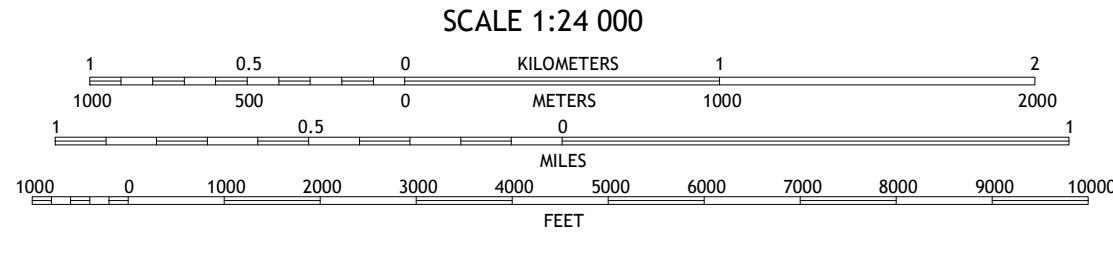 SCALE 1:24 000
1 0.5 0 KILOMETERS 1 2
1000 500 0 METERS 1000 2000
1 0.5 0 1
MILES
1000 0 1000 2000 3000 4000 5000 6000 7000 8000 9000 10000
FEET